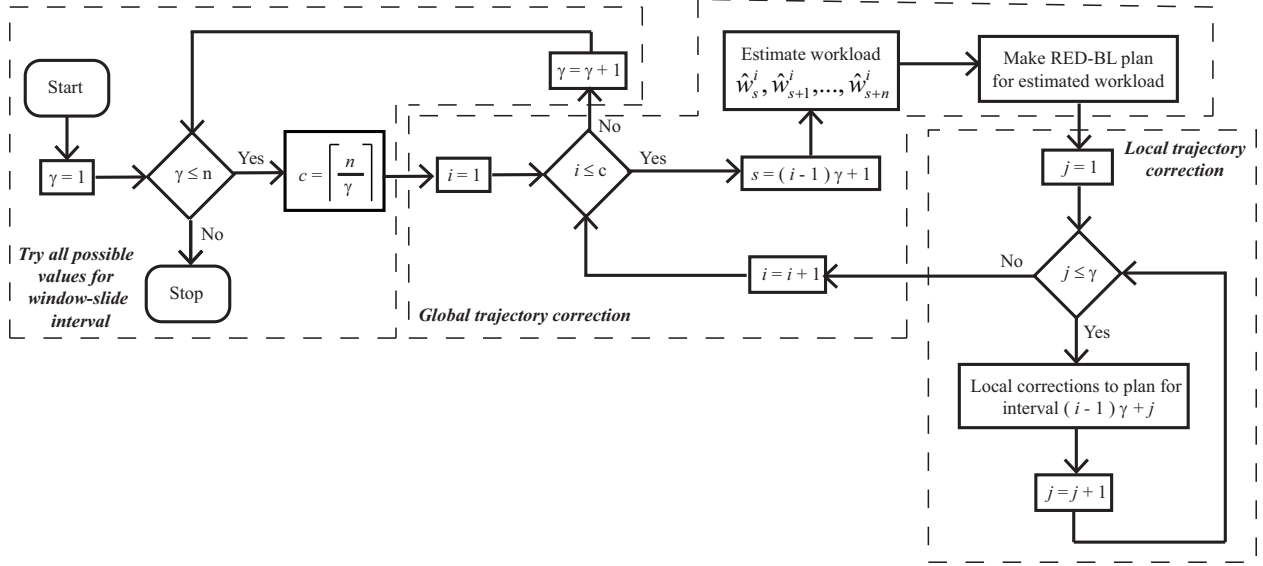 Start
γ = 1
γ ≤ n
Yes
No
Stop
Try all possible
values for
window-slide
interval
c = ⌈ n / γ ⌉
γ = γ + 1
i = 1
i ≤ c
No
Yes
s = ( i - 1 ) γ + 1
Estimate workload
ŵ_s^i, ŵ_{s+1}^i,..., ŵ_{s+n}^i
Make RED-BL plan
for estimated workload
i = i + 1
Global trajectory correction
Local trajectory
correction
j = 1
j ≤ γ
No
Yes
Local corrections to plan for
interval ( i - 1 ) γ + j
j = j + 1